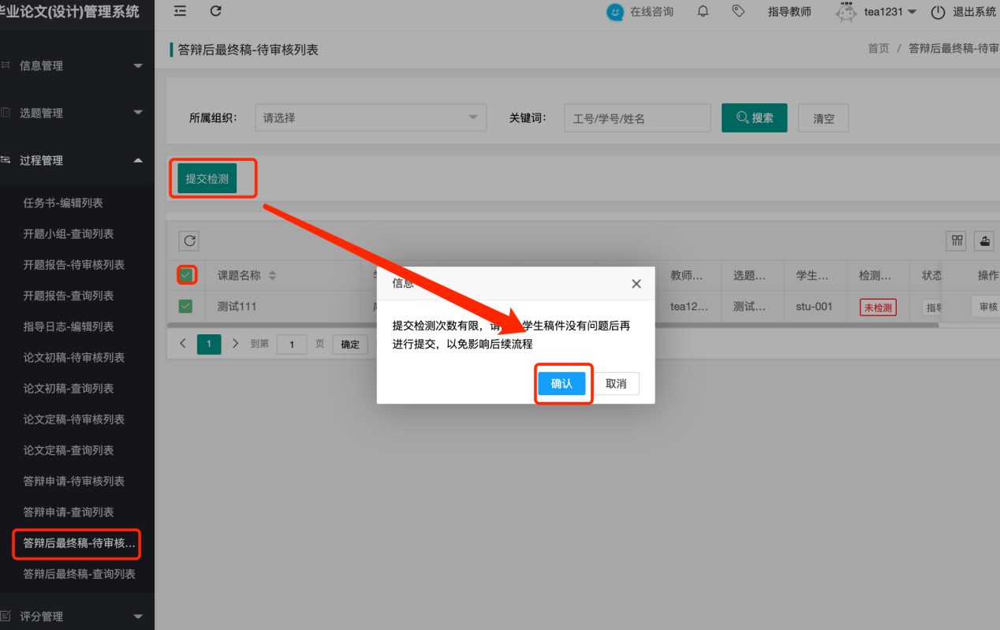 毕业论文(设计)管理系统
在线咨询
指导教师
tea1231
退出系统
信息管理
选题管理
过程管理
任务书-编辑列表
开题小组-查询列表
开题报告-待审核列表
开题报告-查询列表
指导日志-编辑列表
论文初稿-待审核列表
论文初稿-查询列表
论文定稿-待审核列表
论文定稿-查询列表
答辩申请-待审核列表
答辩申请-查询列表
答辩后最终稿-待审核...
答辩后最终稿-查询列表
评分管理
答辩后最终稿-待审核列表
首页 / 答辩后最终稿-待审
所属组织：
请选择
关键词：
工号/学号/姓名
搜索
清空
提交检测
课题名称
教师...
选题...
学生...
检测...
状态
操作
测试111
tea12...
测试...
stu-001
未检测
指导
审核
1
到第
1
页
确定
信息
提交检测次数有限，请 学生稿件没有问题后再
进行提交，以免影响后续流程
确认
取消